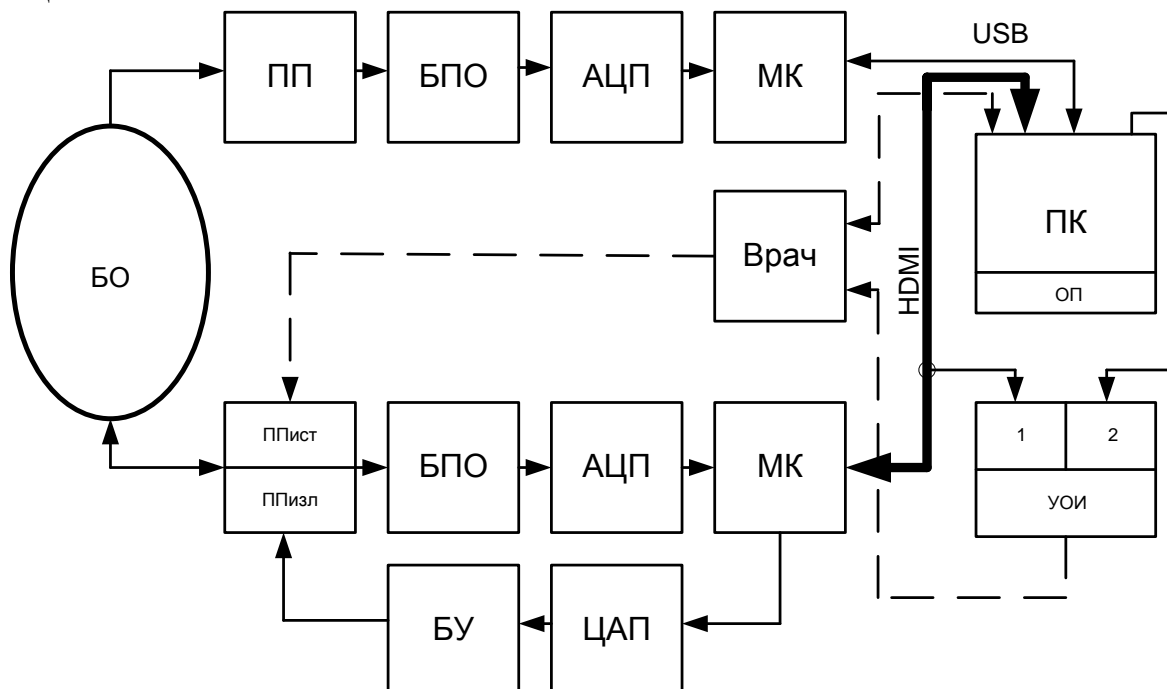 USB
ПП
БПО
АЦП
МК
ПК
ОП
Врач
HDMI
БО
ППист
ППизл
БПО
АЦП
МК
1
2
УОИ
БУ
ЦАП